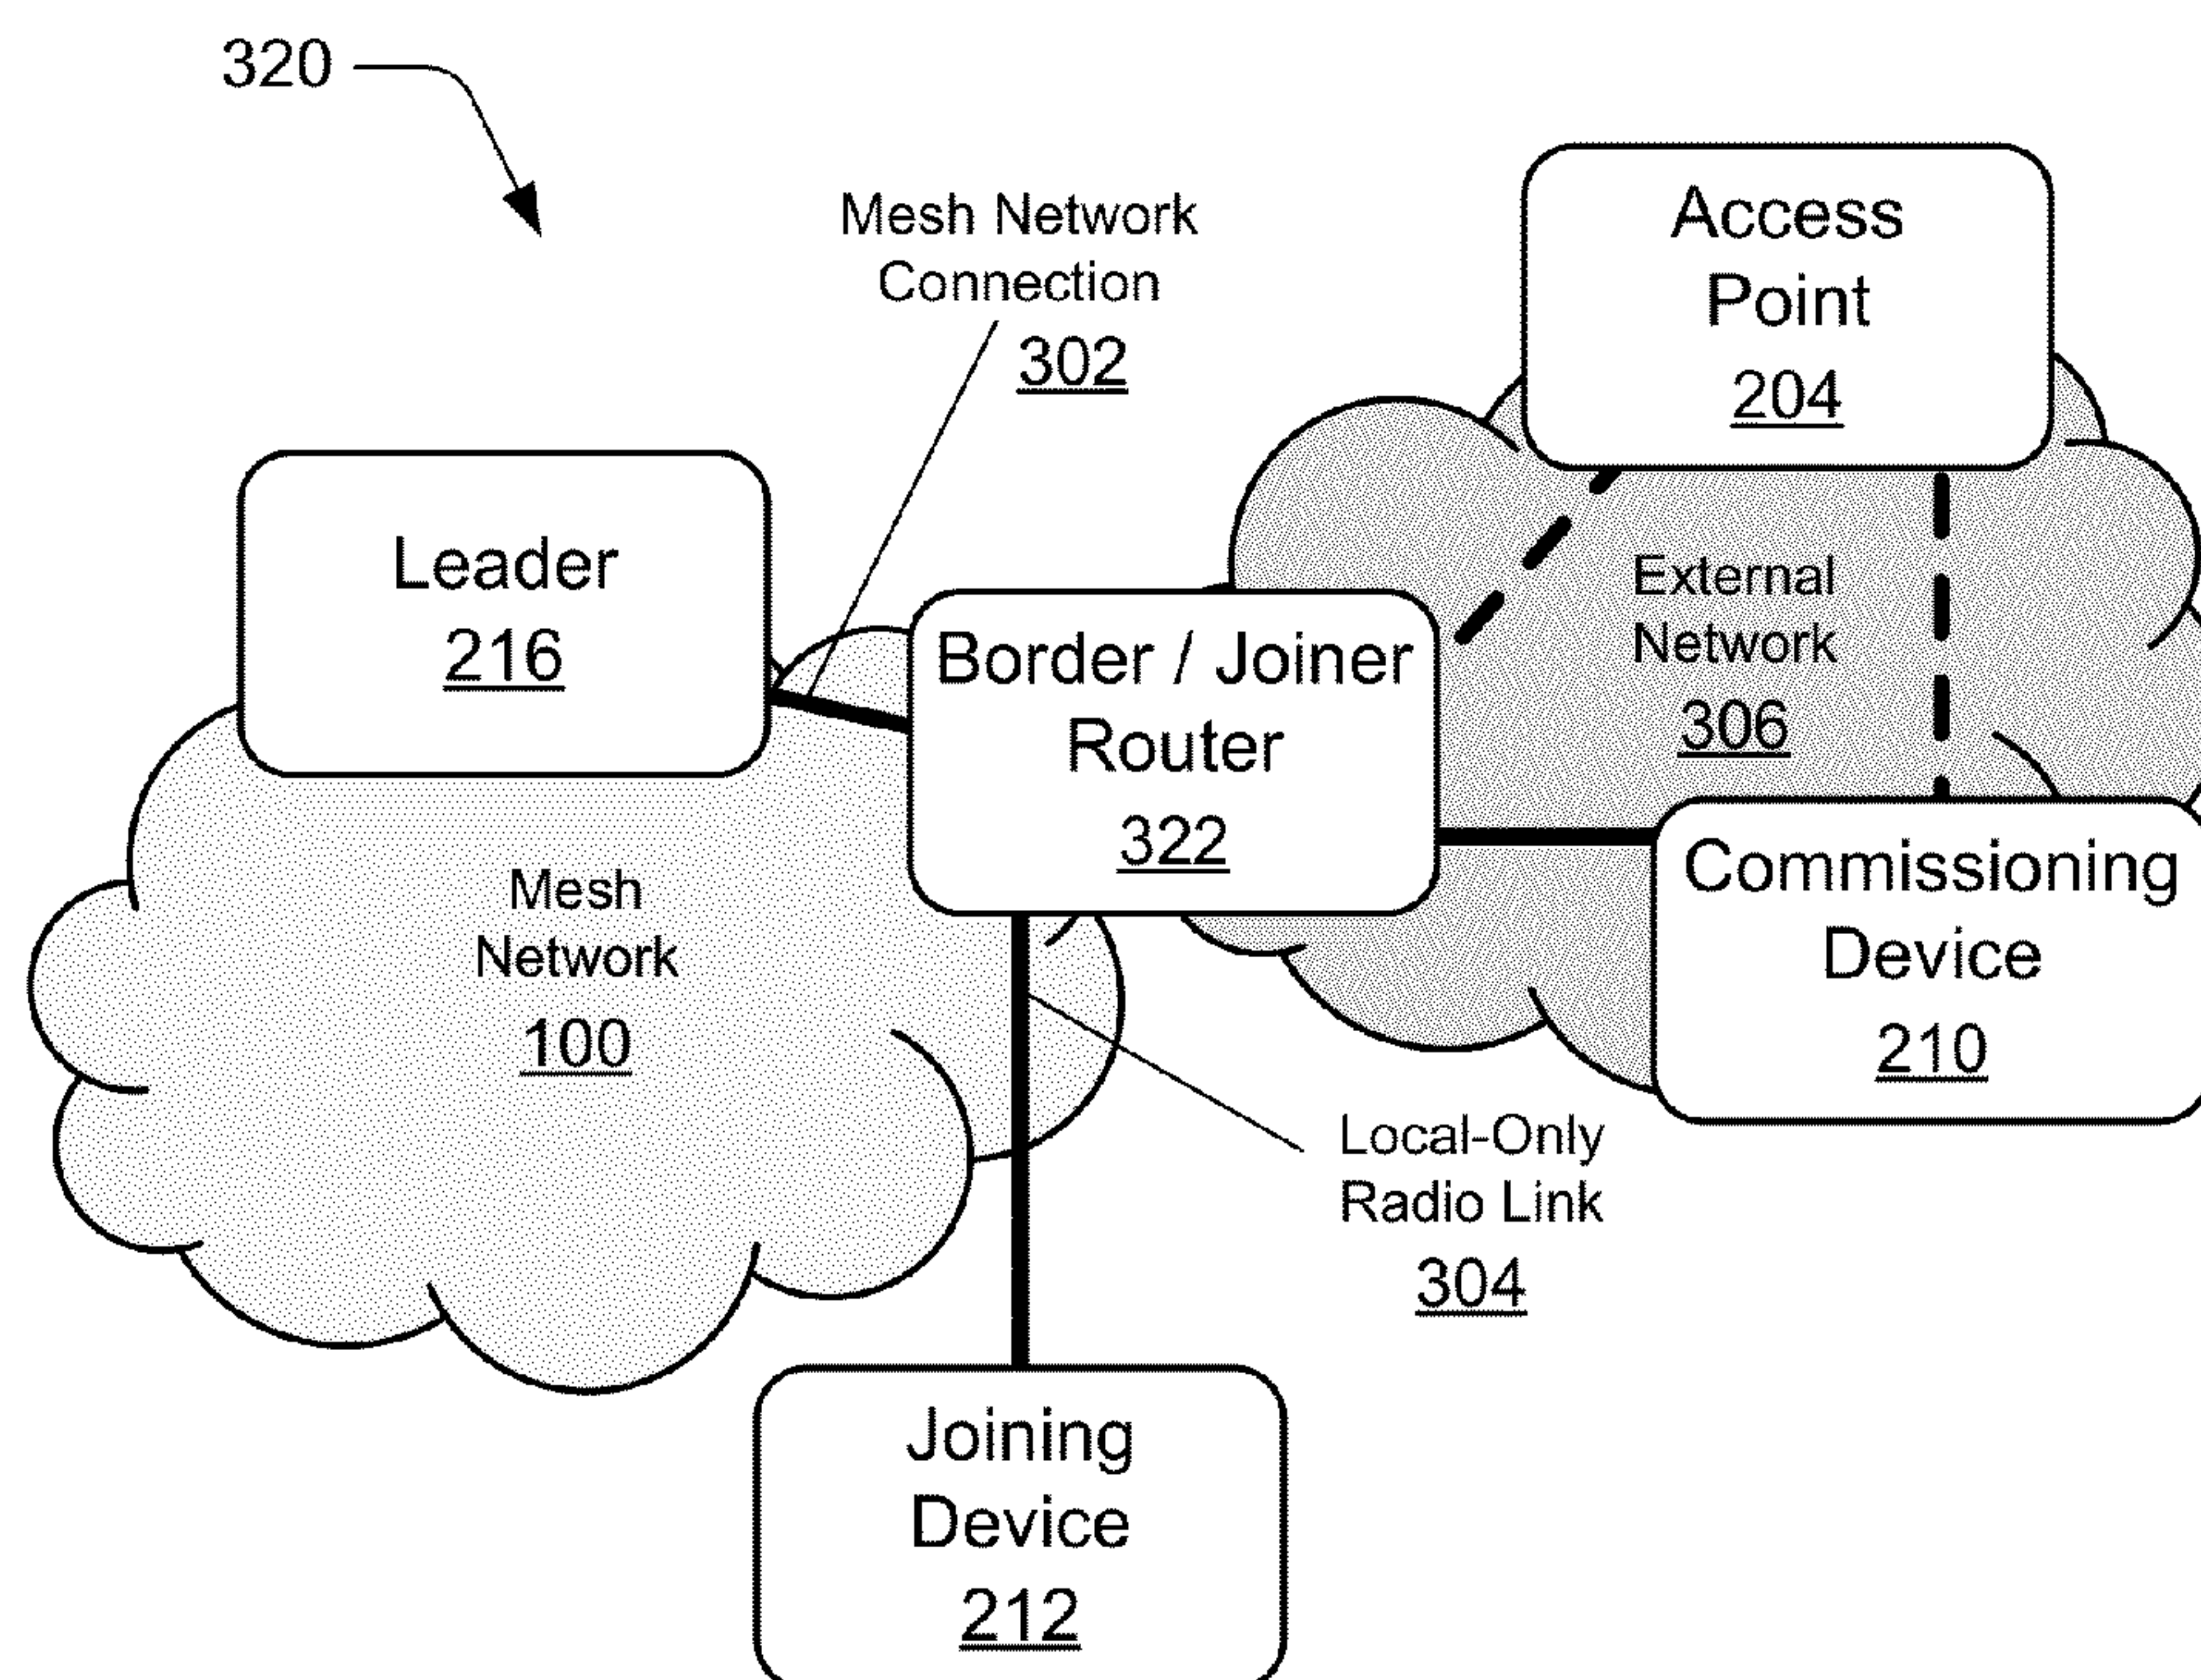 320
Mesh Network
Connection
302
Access
Point
204
Leader
216
Border / Joiner
Router
322
External
Network
306
Mesh
Network
100
Commissioning
Device
210
Local-Only
Radio Link
304
Joining
Device
212